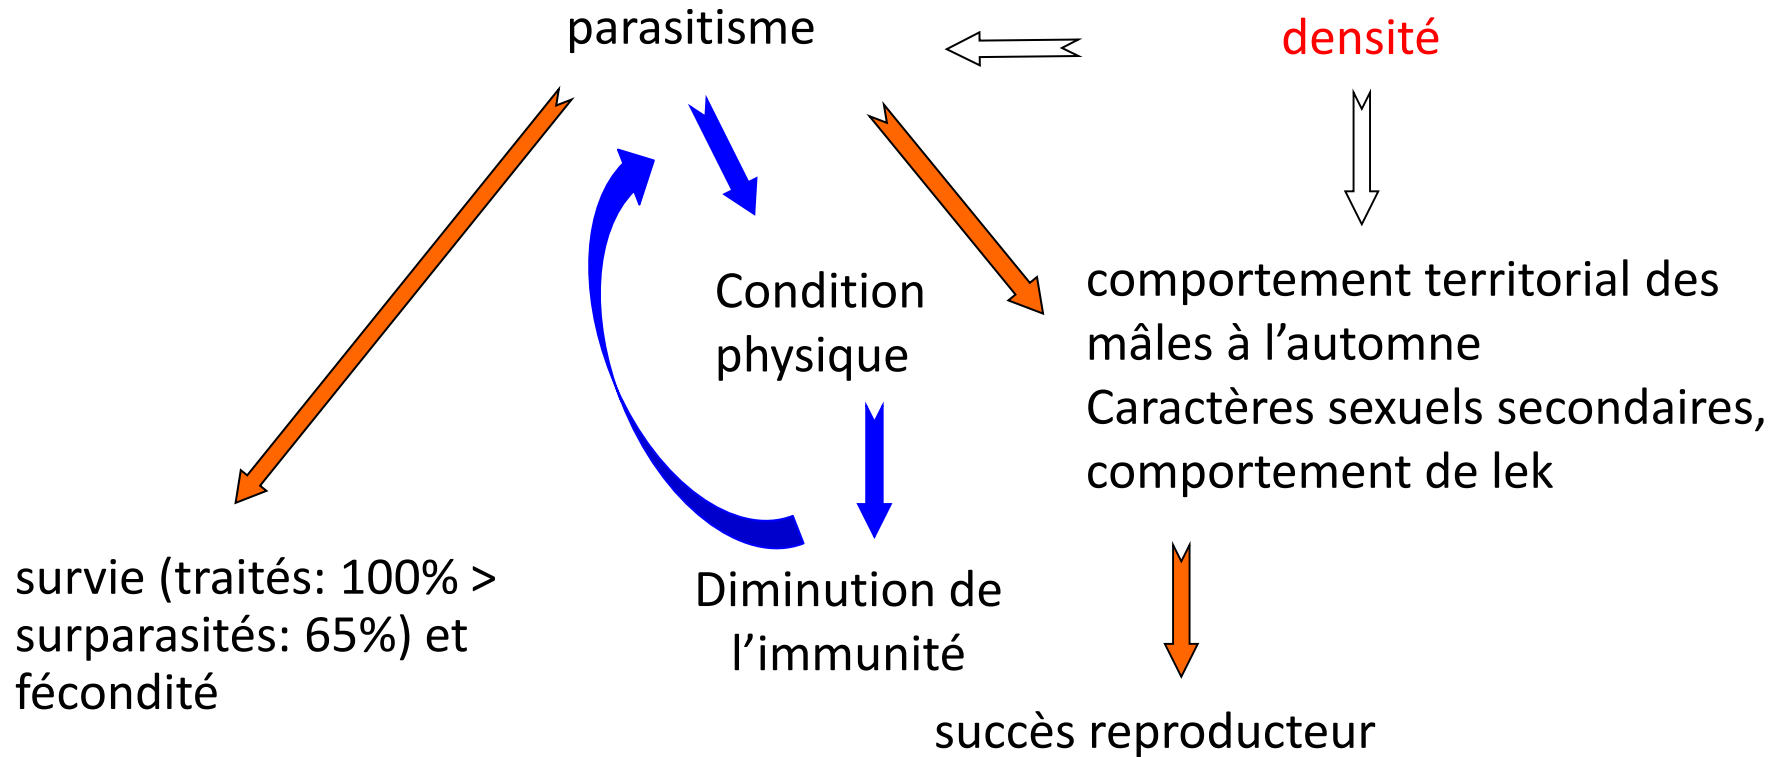 parasitisme
densité
Condition
physique
comportement territorial des
mâles à l’automne
Caractères sexuels secondaires,
comportement de lek
survie (traités: 100% >
surparasités: 65%) et
fécondité
Diminution de
l’immunité
succès reproducteur